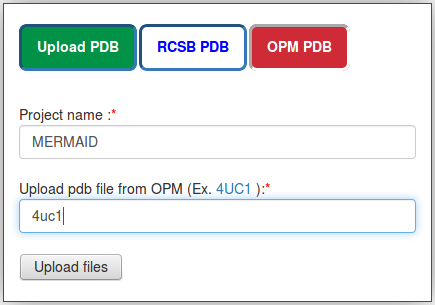 Upload PDB RCSB PDB OPM PDB
Project name :*
MERMAID
Upload pdb file from OPM (Ex. 4UC1 ):*
4uc1
Upload files